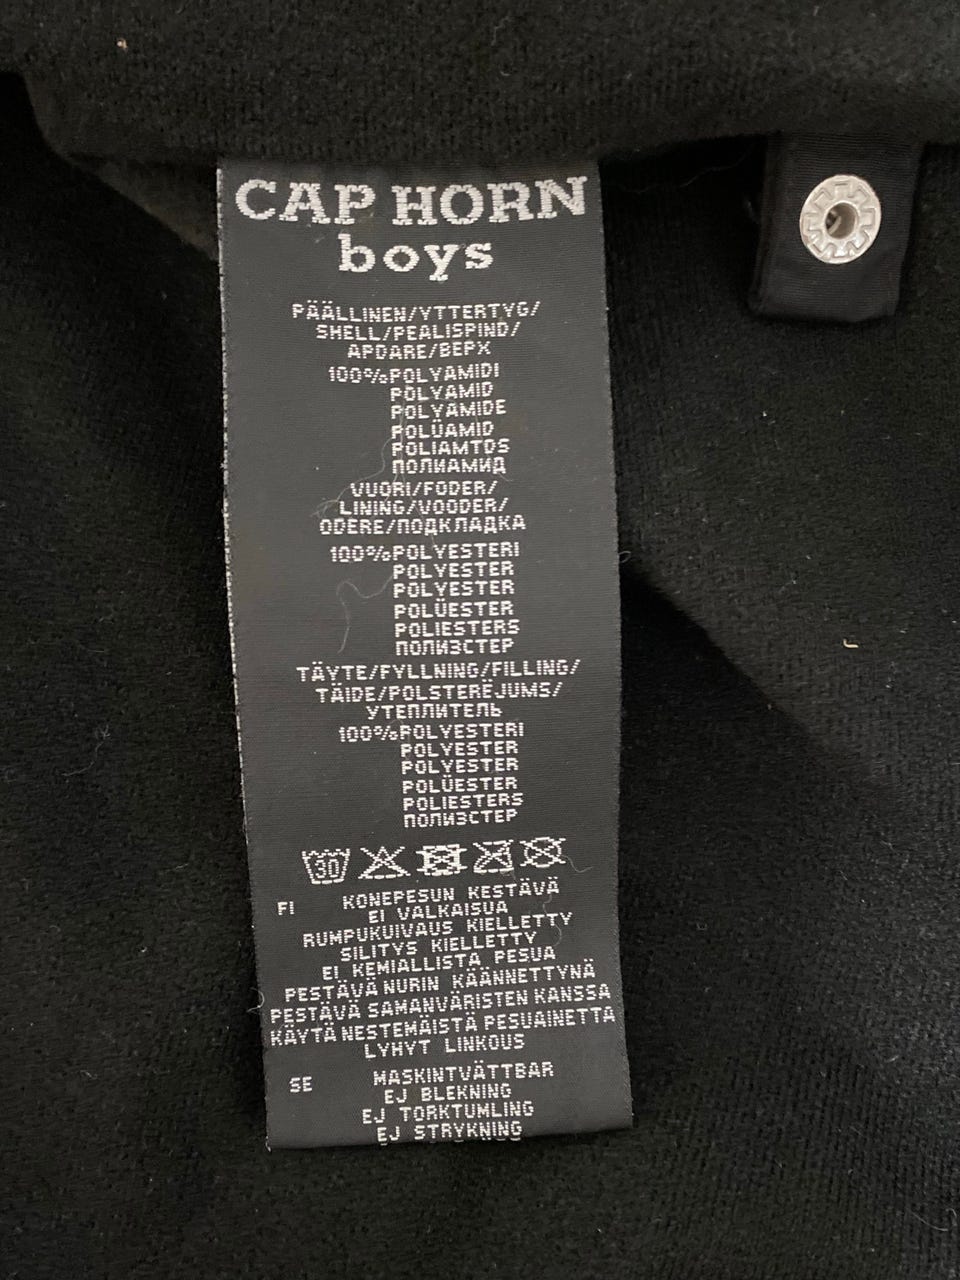 CAP HORN
boys
PÄÄLLINEN/YTTERTYG/
SHELL/PEALISPIND/
APDARE/ВЕРХ
100%POLYAMIDI
POLYAMID
POLYAMIDE
POLÜAMID
POLIAMTDS
ПОЛИАМИД
VUORI/FODER/
LINING/VOODER/
ODERE/ПОДКЛАДКА
100%POLYESTERI
POLYESTER
POLYESTER
POLÜESTER
POLIESTERS
ПОЛИЭСТЕР
TÄYTE/FYLLNING/FILLING/
TÄIDE/POLSTERËJUMS/
УТЕПЛИТЕЛЬ
100%POLYESTERI
POLYESTER
POLYESTER
POLÜESTER
POLIESTERS
ПОЛИЭСТЕР
30
FI KONEPESUN KESTÄVÄ
EI VALKAISUA
RUMPUKUIVAUS KIELLETTY
SILITYS KIELLETTY
EI KEMIALLISTA PESUA
PESTÄVÄ NURIN KÄÄNNETTYNÄ
PESTÄVÄ SAMANVÄRISTEN KANSSA
KÄYTÄ NESTEMÄISTÄ PESUAINETTA
LYHYT LINKOUS
SE MASKINTVÄTTBAR
EJ BLEKNING
EJ TORKTUMLING
EJ STRYKNING